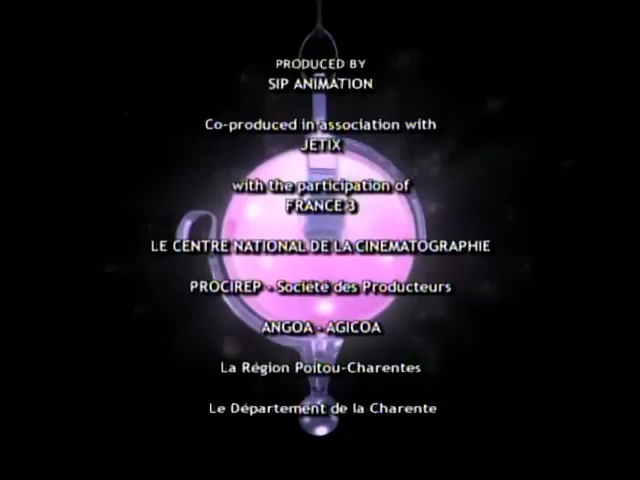 PRODUCED BY
SIP ANIMATION
Co-produced in association with
JETIX
with the participation of
FRANCE 3
LE CENTRE NATIONAL DE LA CINEMATOGRAPHIE
PROCIREP - Société des Producteurs
ANGOA - AGICOA
La Région Poitou-Charentes
Le Département de la Charente